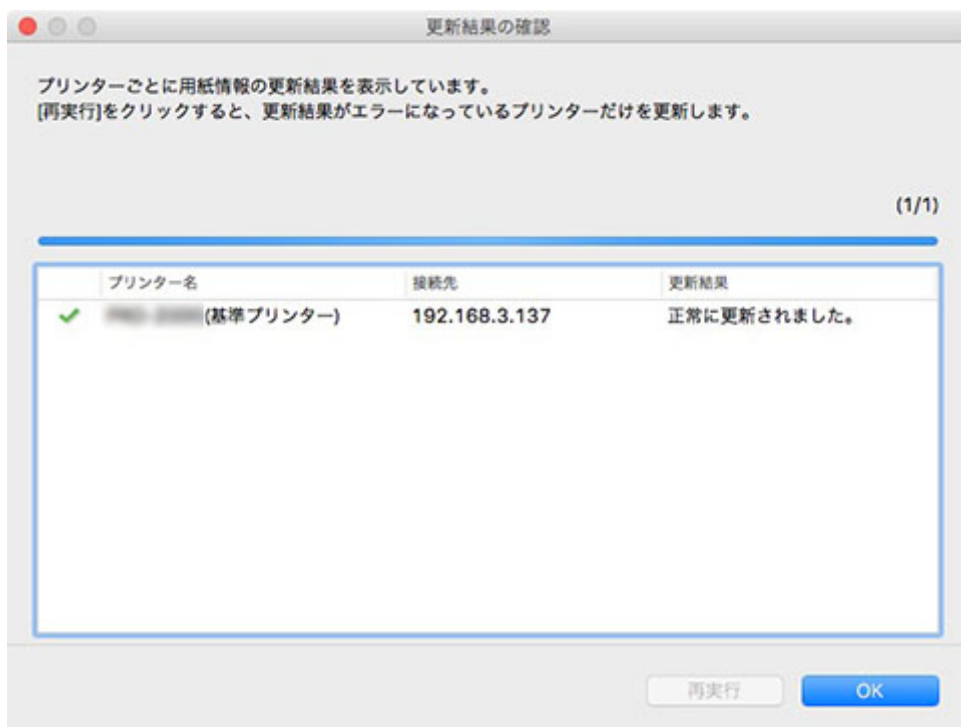 更新結果の確認
プリンターごとに用紙情報の更新結果を表示しています。
[再実行]をクリックすると、更新結果がエラーになっているプリンターだけを更新します。
(1/1)
プリンター名 接続先 更新結果
(基準プリンター) 192.168.3.137 正常に更新されました。
再実行 OK